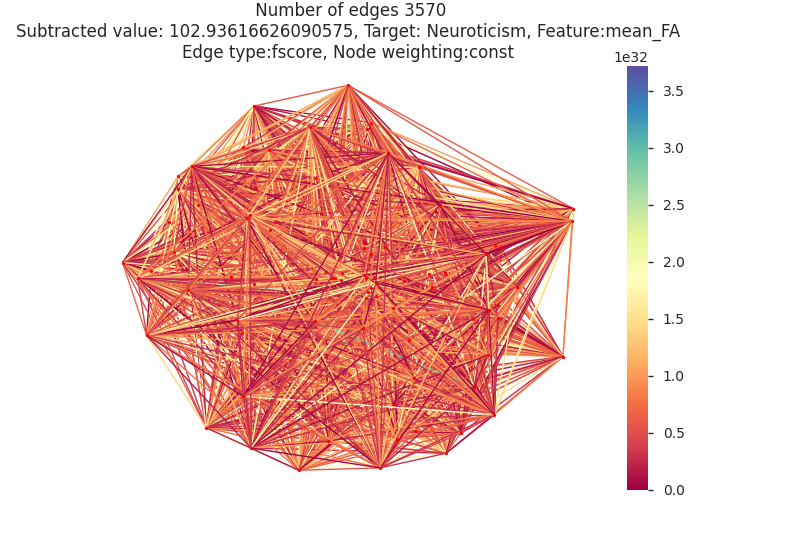 Number of edges 3570
Subtracted value: 102.93616626090575, Target: Neuroticism, Feature:mean_FA
Edge type:fscore, Node weighting:const
1e32
3.5
3.0
2.5
2.0
1.5
1.0
0.5
0.0